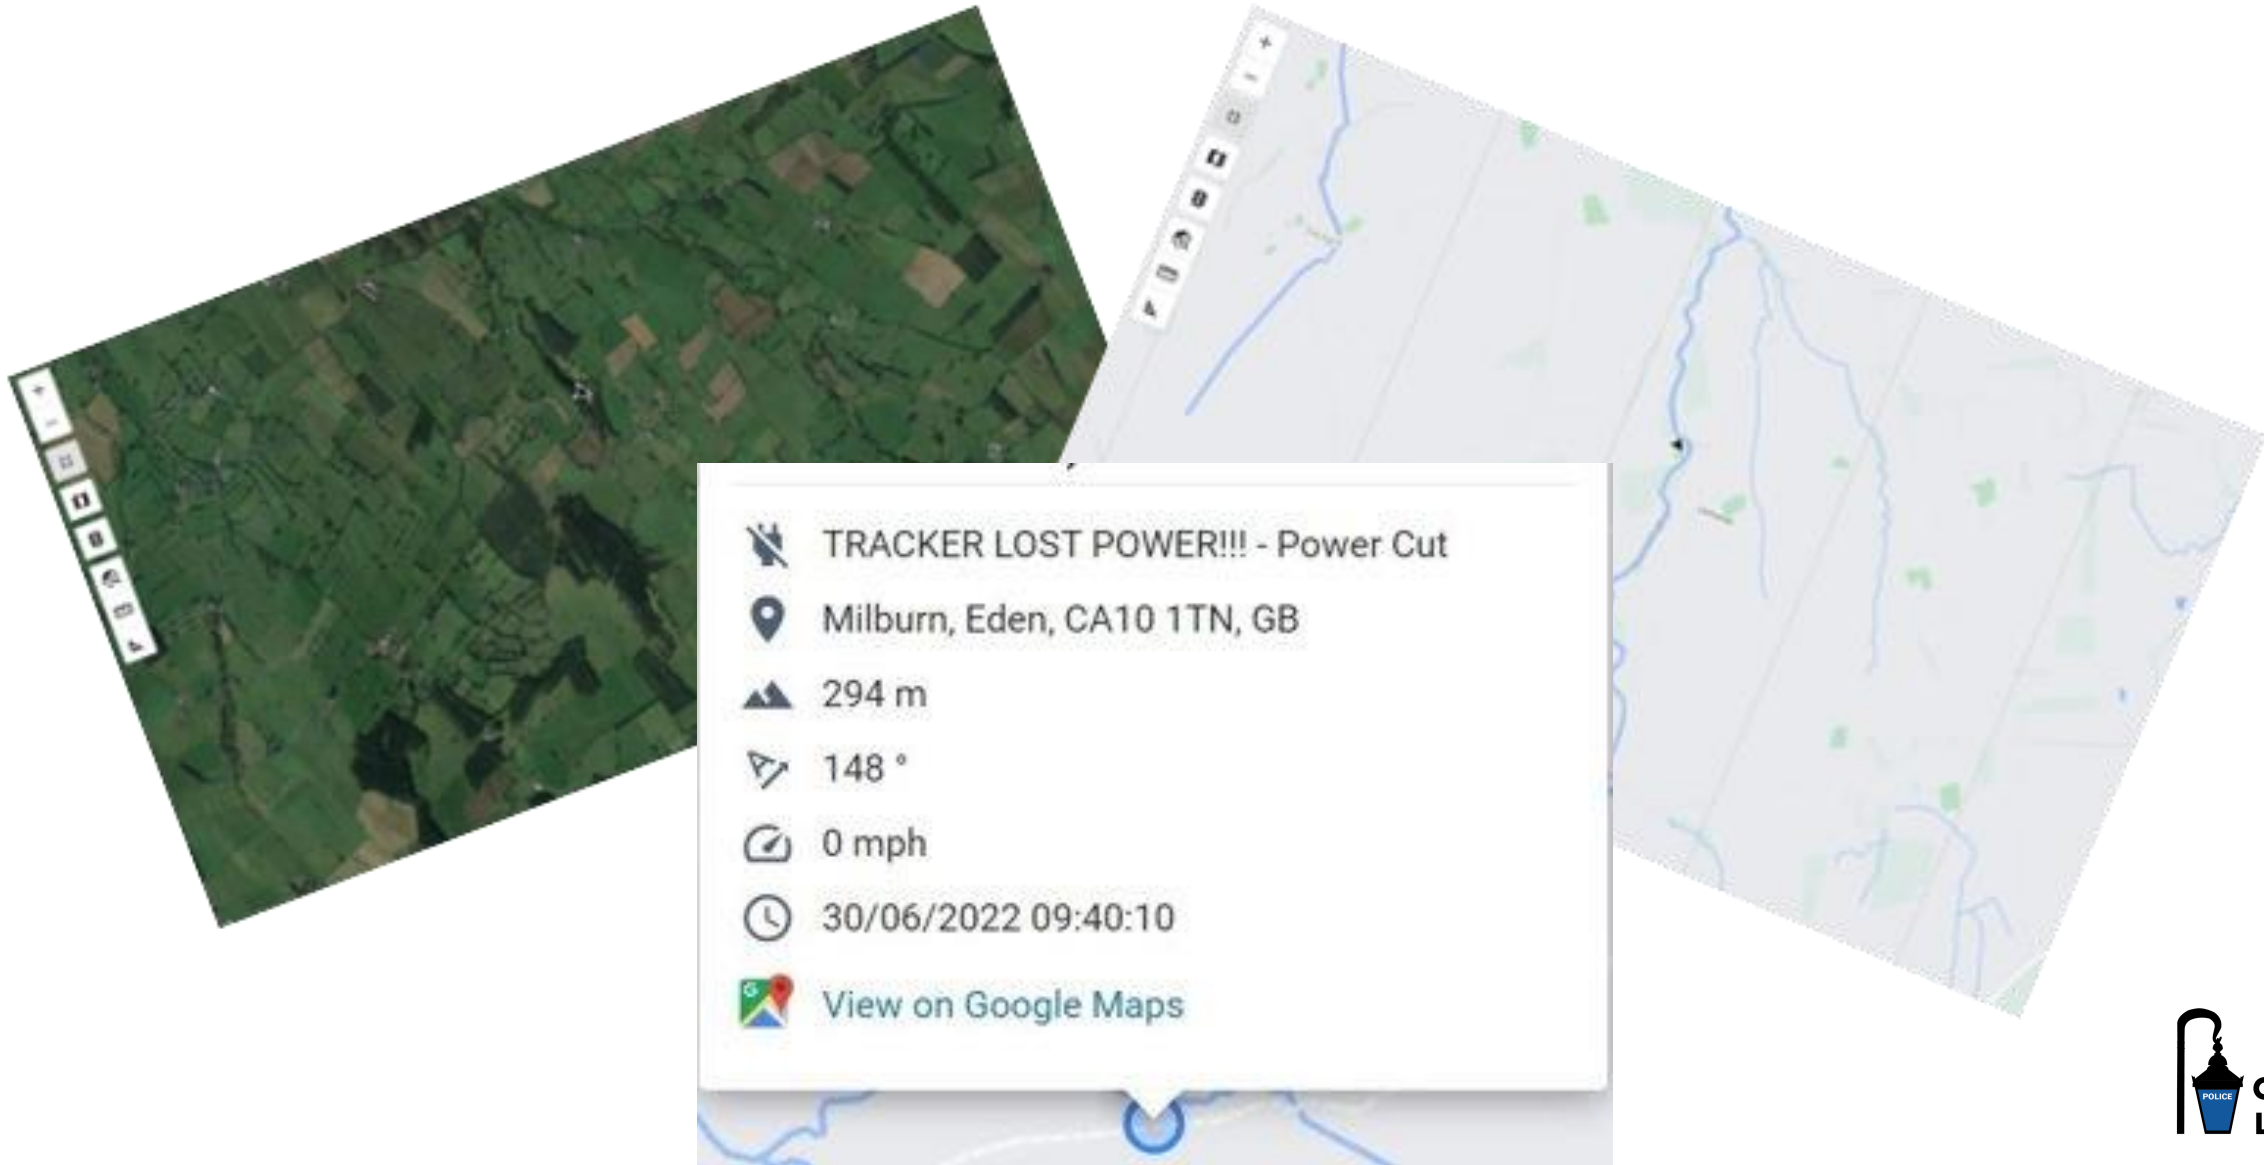 TRACKER LOST POWER!!! - Power Cut
Milburn, Eden, CA10 1TN, GB
294 m
148 °
0 mph
30/06/2022 09:40:10
View on Google Maps
POLICE